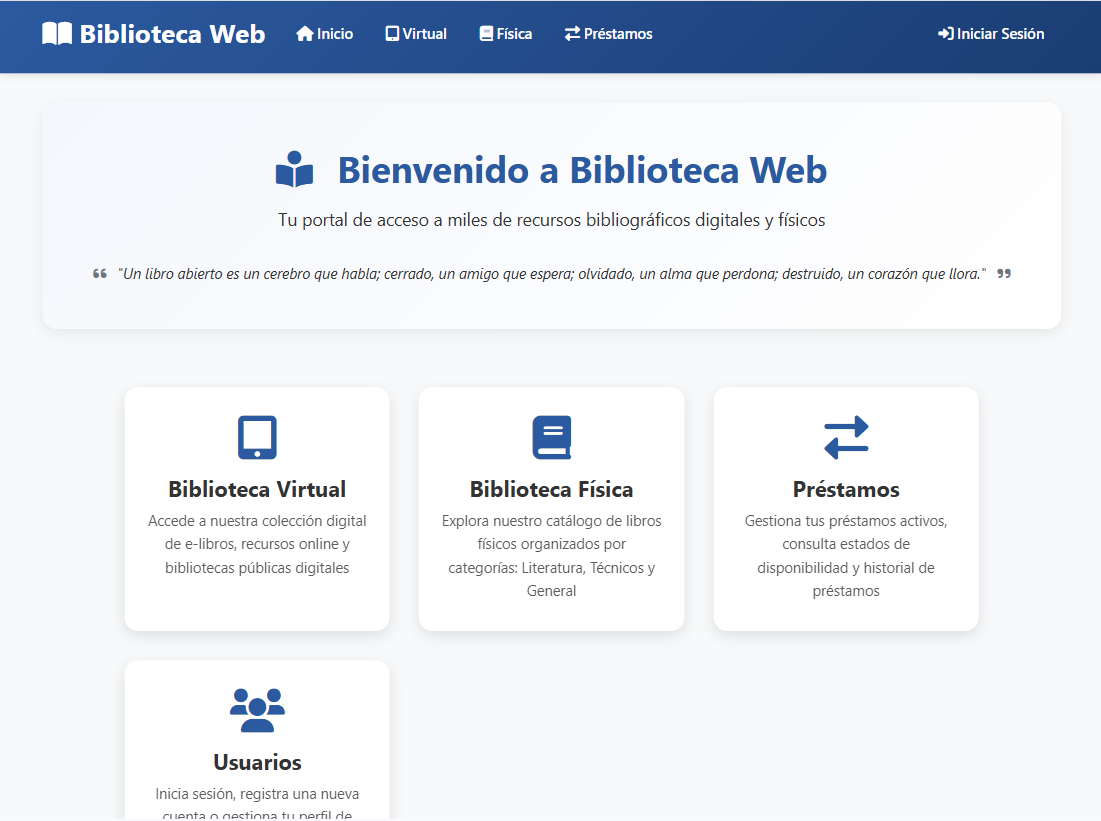 Biblioteca Web
Inicio
Virtual
Física
Préstamos
Iniciar Sesión
Bienvenido a Biblioteca Web
Tu portal de acceso a miles de recursos bibliográficos digitales y físicos
❝ "Un libro abierto es un cerebro que habla; cerrado, un amigo que espera; olvidado, un alma que perdona; destruido, un corazón que llora." ❞
Biblioteca Virtual
Accede a nuestra colección digital
de e-libros, recursos online y
bibliotecas públicas digitales
Biblioteca Física
Explora nuestro catálogo de libros
físicos organizados por
categorías: Literatura, Técnicos y
General
Préstamos
Gestiona tus préstamos activos,
consulta estados de
disponibilidad y historial de
préstamos
Usuarios
Inicia sesión, registra una nueva
cuenta o gestiona tu perfil de